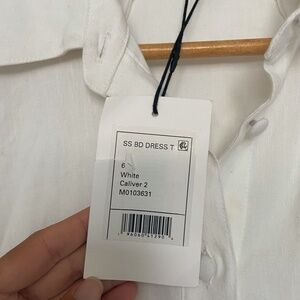 SS BD DRESS T
6
White
Caliver 2
M0103631